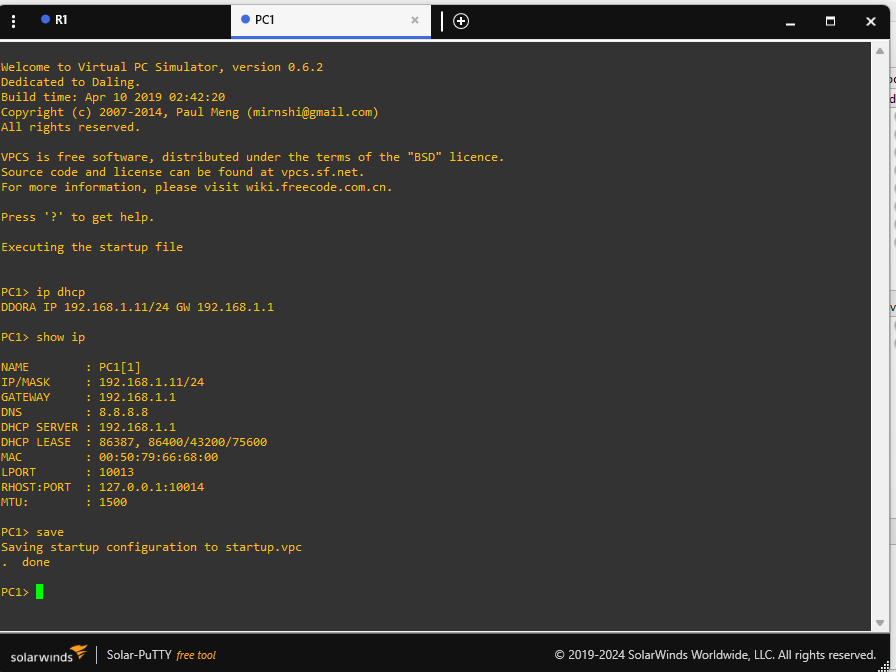 R1
PC1
Welcome to Virtual PC Simulator, version 0.6.2
Dedicated to Daling.
Build time: Apr 10 2019 02:42:20
Copyright (c) 2007-2014, Paul Meng (mirnshi@gmail.com)
All rights reserved.
VPCS is free software, distributed under the terms of the "BSD" licence.
Source code and license can be found at vpcs.sf.net.
For more information, please visit wiki.freecode.com.cn.
Press '?' to get help.
Executing the startup file
PC1> ip dhcp
DDORA IP 192.168.1.11/24 GW 192.168.1.1
PC1> show ip
NAME        : PC1[1]
IP/MASK     : 192.168.1.11/24
GATEWAY     : 192.168.1.1
DNS         : 8.8.8.8
DHCP SERVER : 192.168.1.1
DHCP LEASE  : 86387, 86400/43200/75600
MAC         : 00:50:79:66:68:00
LPORT       : 10013
RHOST:PORT  : 127.0.0.1:10014
MTU:        : 1500
PC1> save
Saving startup configuration to startup.vpc
.  done
PC1>
solarwinds | Solar-PuTTY free tool
© 2019-2024 SolarWinds Worldwide, LLC. All rights reserved.